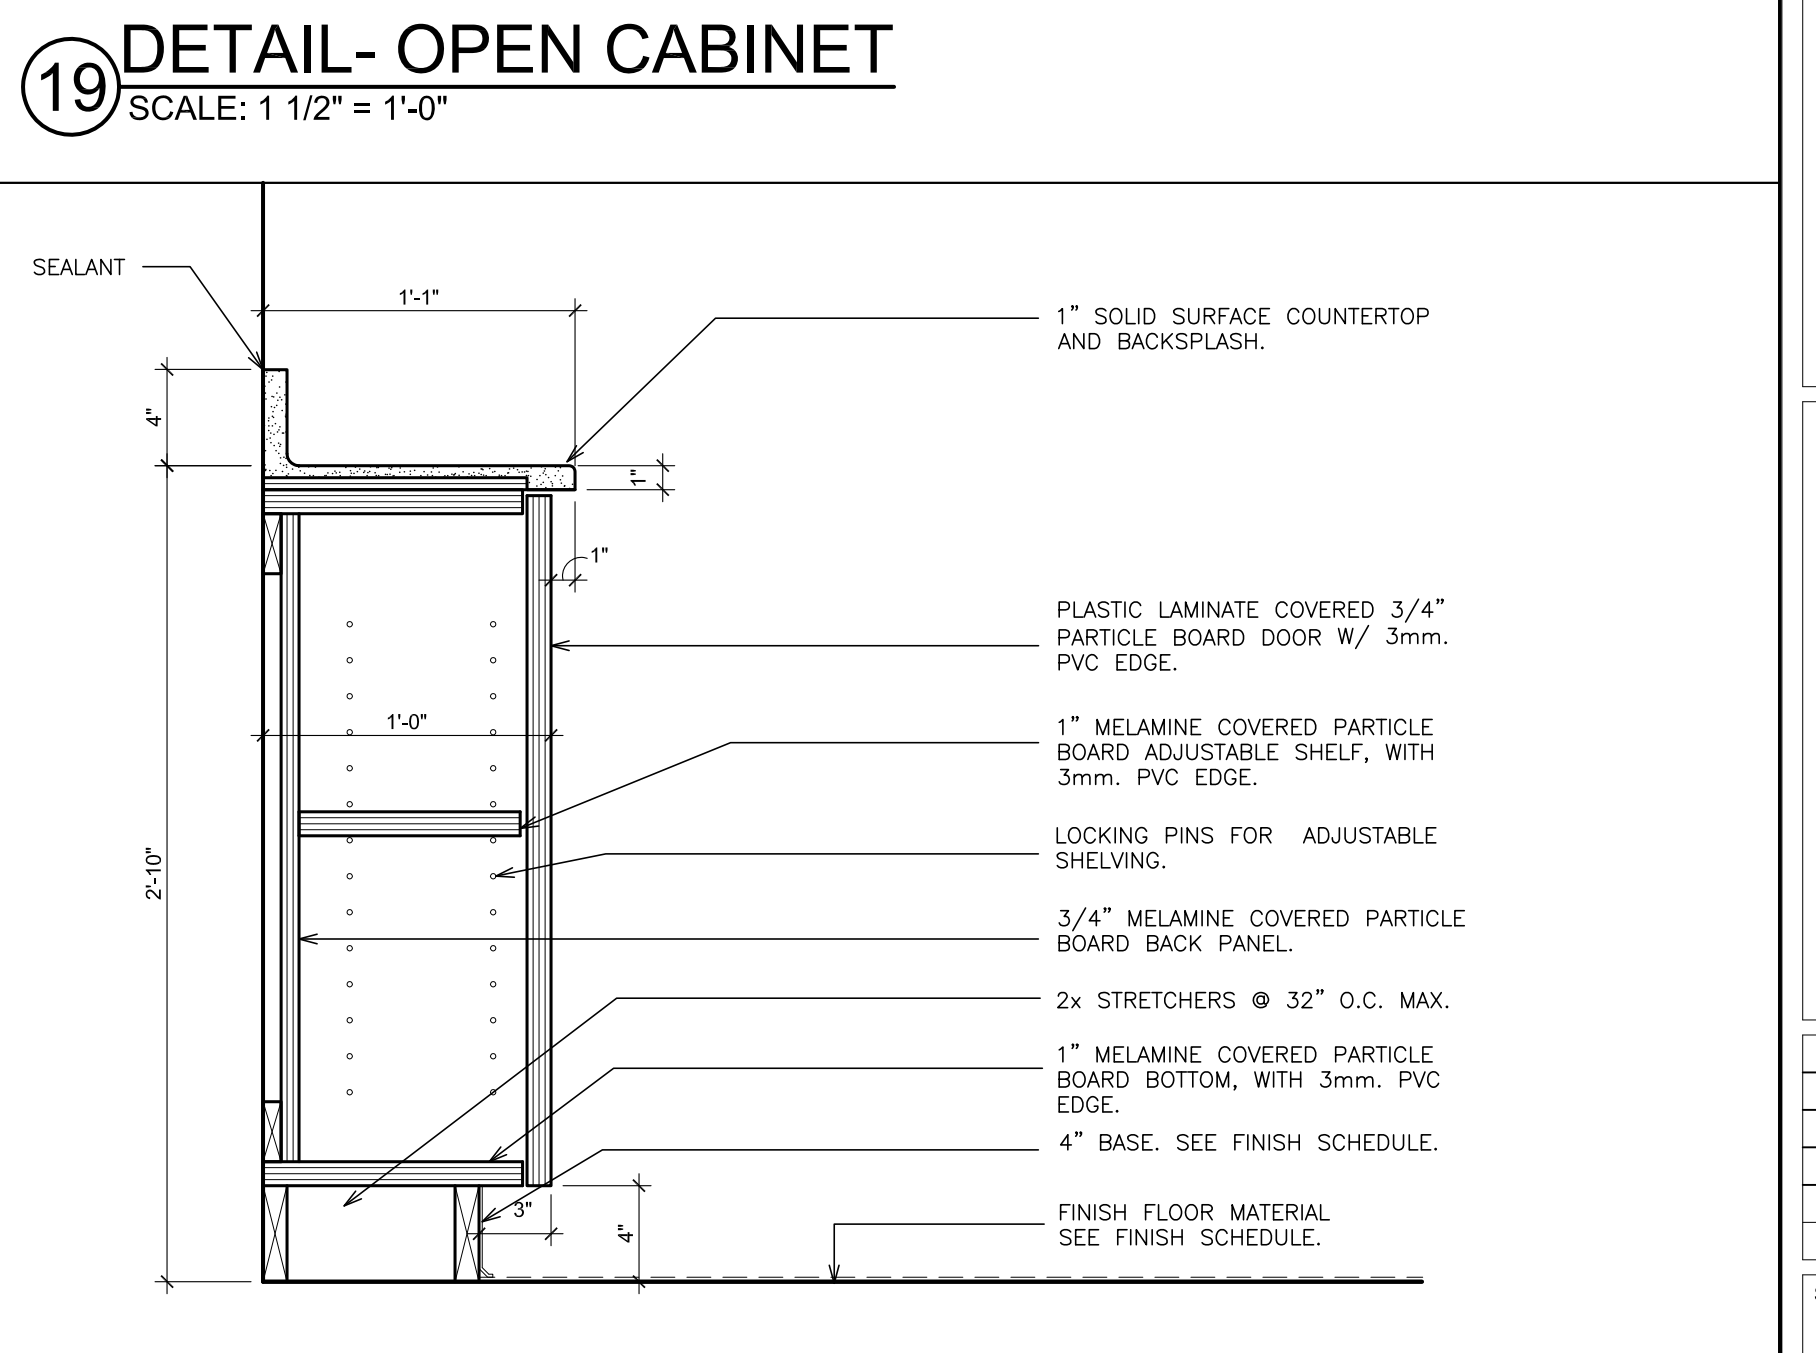 19
DETAIL- OPEN CABINET
SCALE: 1 1/2" = 1'-0"
SEALANT
1'-1"
1” SOLID SURFACE COUNTERTOP
AND BACKSPLASH.
4"
1"
1"
PLASTIC LAMINATE COVERED 3/4”
PARTICLE BOARD DOOR W/ 3mm.
PVC EDGE.
1'-0"
1” MELAMINE COVERED PARTICLE
BOARD ADJUSTABLE SHELF, WITH
3mm. PVC EDGE.
2'-10"
LOCKING PINS FOR ADJUSTABLE
SHELVING.
3/4” MELAMINE COVERED PARTICLE
BOARD BACK PANEL.
2x STRETCHERS @ 32” O.C. MAX.
1” MELAMINE COVERED PARTICLE
BOARD BOTTOM, WITH 3mm. PVC
EDGE.
4” BASE. SEE FINISH SCHEDULE.
3"
4"
FINISH FLOOR MATERIAL
SEE FINISH SCHEDULE.